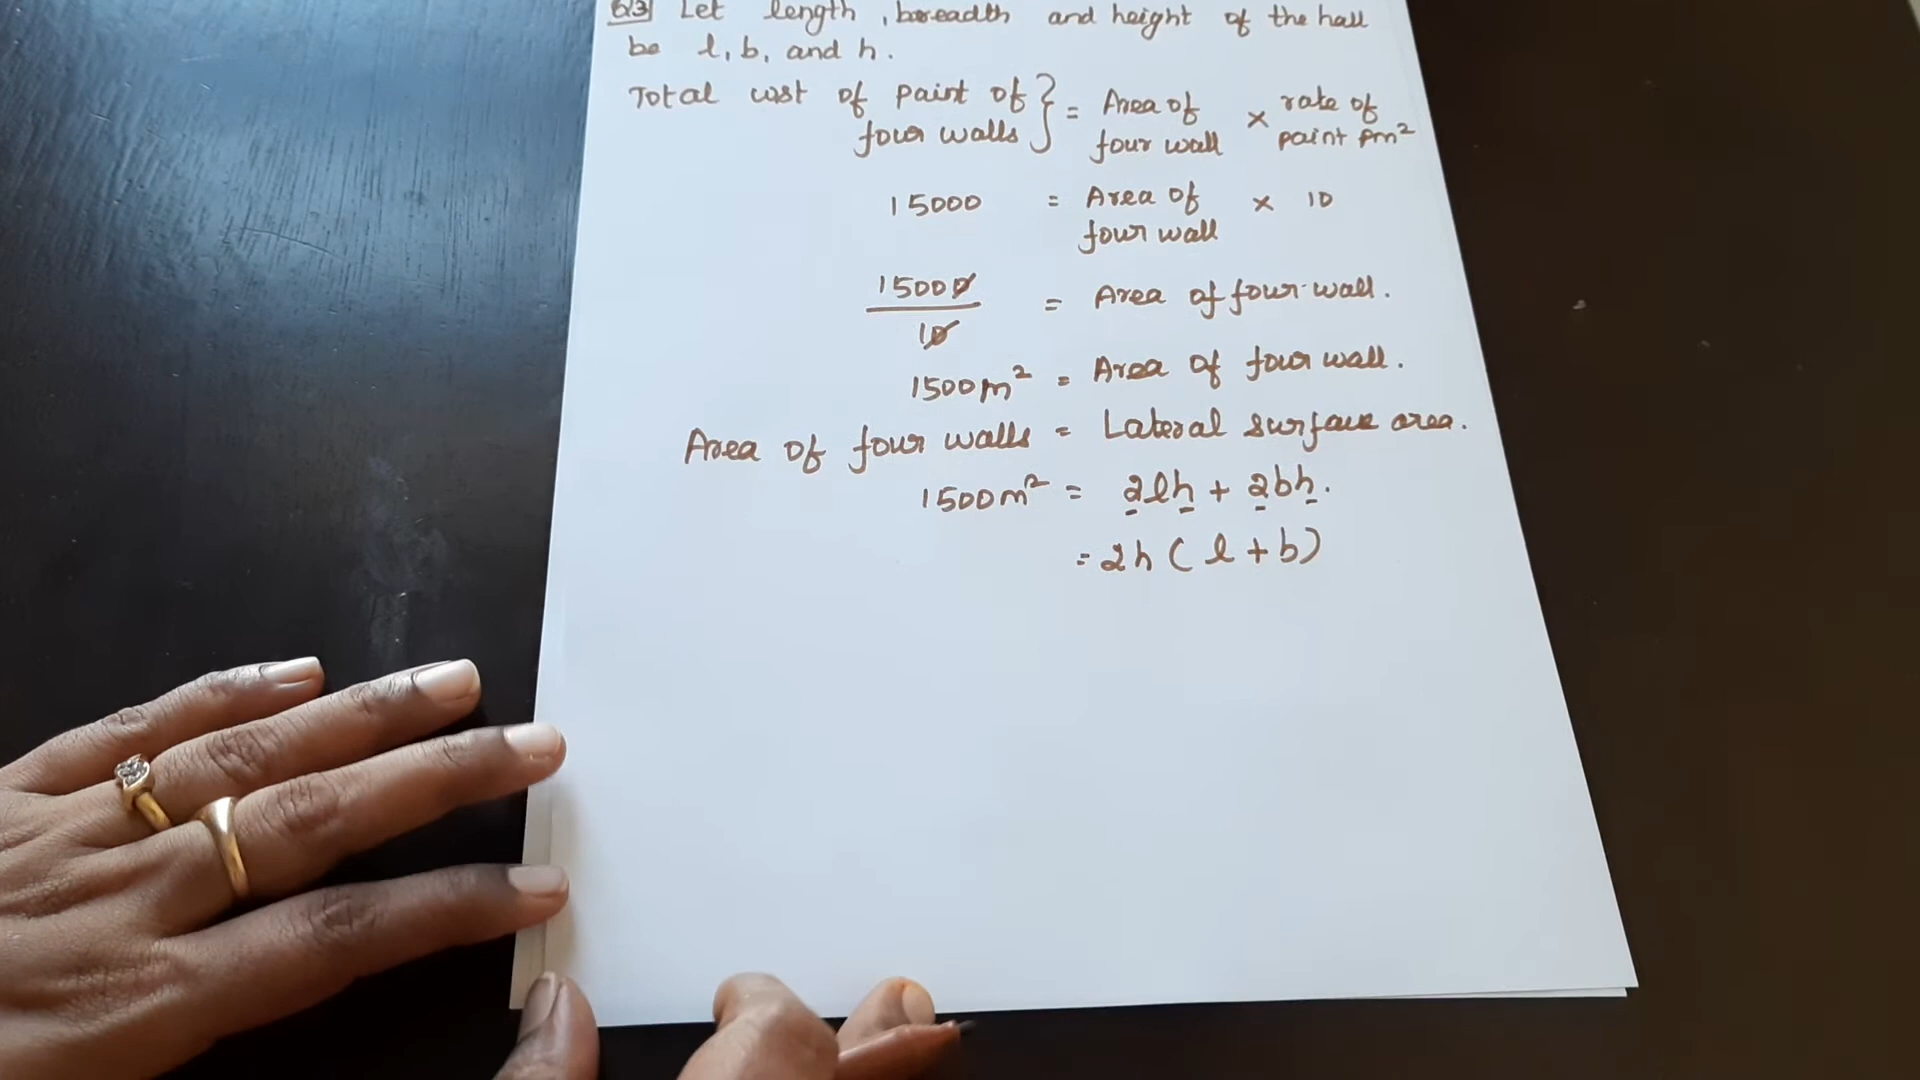 Q3 Let length, breadth and height of the hall
be l, b, and h.
Total cost of paint of four walls } = Area of four wall × rate of paint Pm²
15000 = Area of four wall × 10
15000/10 = Area of four wall.
1500m² = Area of four wall.
Area of four walls = Lateral surface area.
1500m² = 2lh + 2bh.
= 2h (l + b)